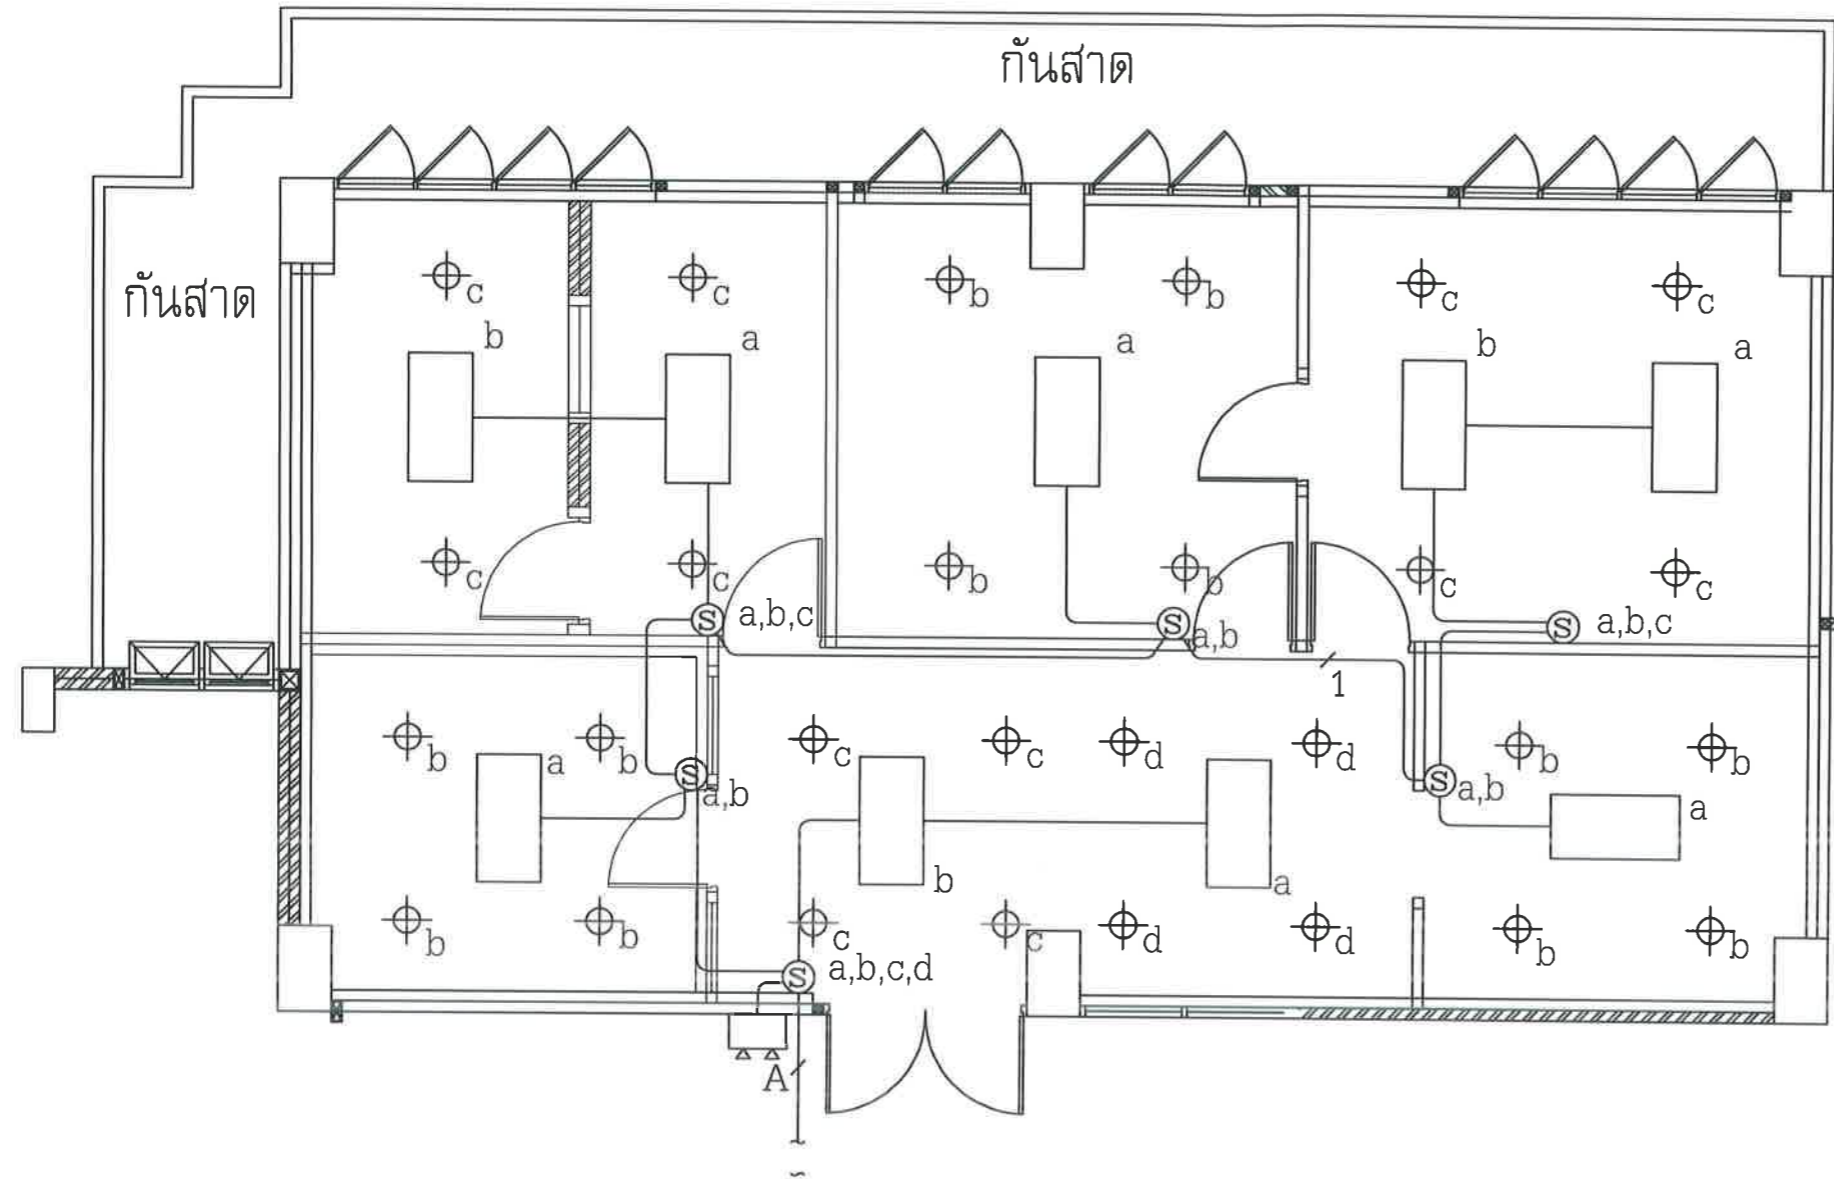 กันสาด
กันสาด
c c b b c c
b a a b a
c c b b c c
S a,b,c S a,b S a,b,c
1
b b c c d d b b
a S a,b S a,b a
b a
b b c c d d b b
S a,b,c,d
A